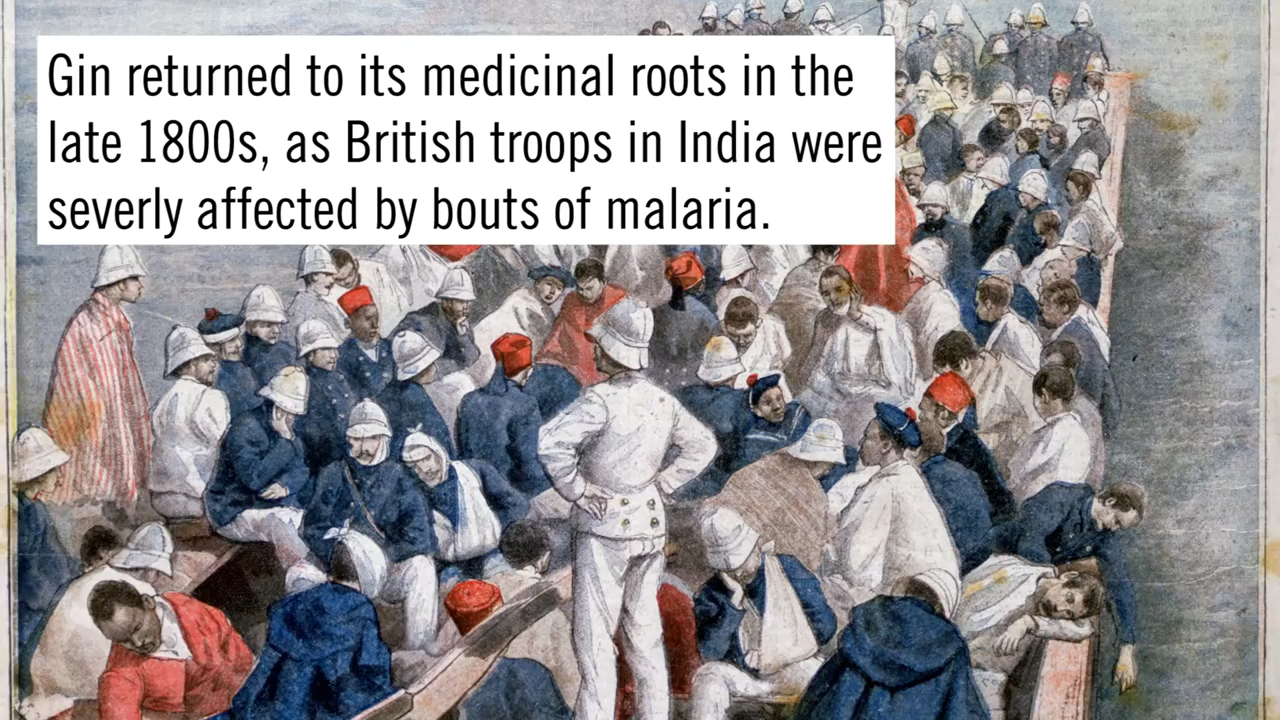 Gin returned to its medicinal roots in the
late 1800s, as British troops in India were
severly affected by bouts of malaria.